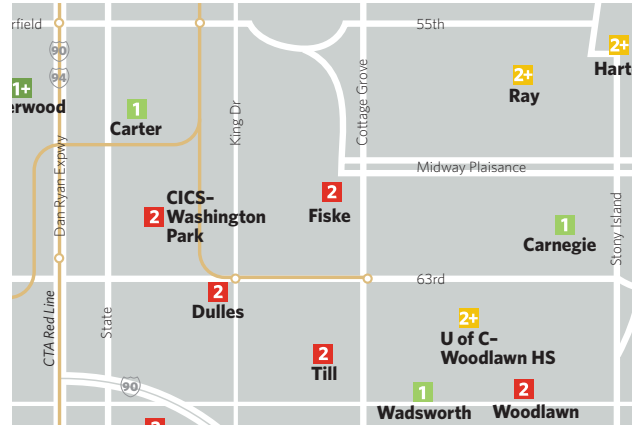 rfield
55th
90
94
2+
Hart
2+
Ray
1+
erwood
1
Carter
Dan Ryan Expwy
King Dr
Cottage Grove
Midway Plaisance
2
CICS–
Washington
Park
2
Fiske
1
Carnegie
Stony Island
63rd
2
Dulles
CTA Red Line
State
2+
U of C–
Woodlawn HS
2
Till
90
1
Wadsworth
2
Woodlawn